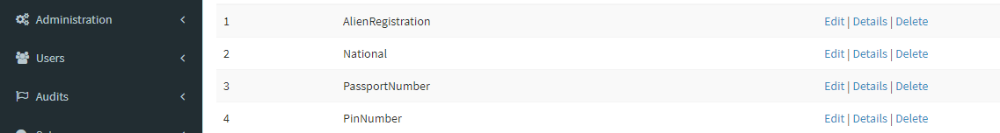 Administration
Users
Audits
1 AlienRegistration Edit | Details | Delete
2 National Edit | Details | Delete
3 PassportNumber Edit | Details | Delete
4 PinNumber Edit | Details | Delete